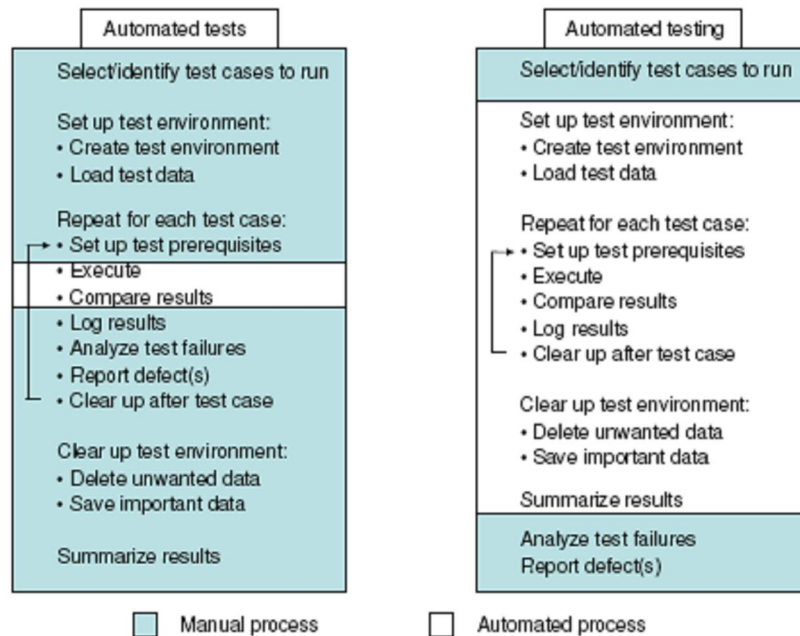 Automated tests
Select/identify test cases to run
Set up test environment:
• Create test environment
• Load test data
Repeat for each test case:
• Set up test prerequisites
• Execute
• Compare results
• Log results
• Analyze test failures
• Report defect(s)
• Clear up after test case
Clear up test environment:
• Delete unwanted data
• Save important data
Summarize results
Automated testing
Select/identify test cases to run
Set up test environment:
• Create test environment
• Load test data
Repeat for each test case:
• Set up test prerequisites
• Execute
• Compare results
• Log results
• Clear up after test case
Clear up test environment:
• Delete unwanted data
• Save important data
Summarize results
Analyze test failures
Report defect(s)
Manual process
Automated process